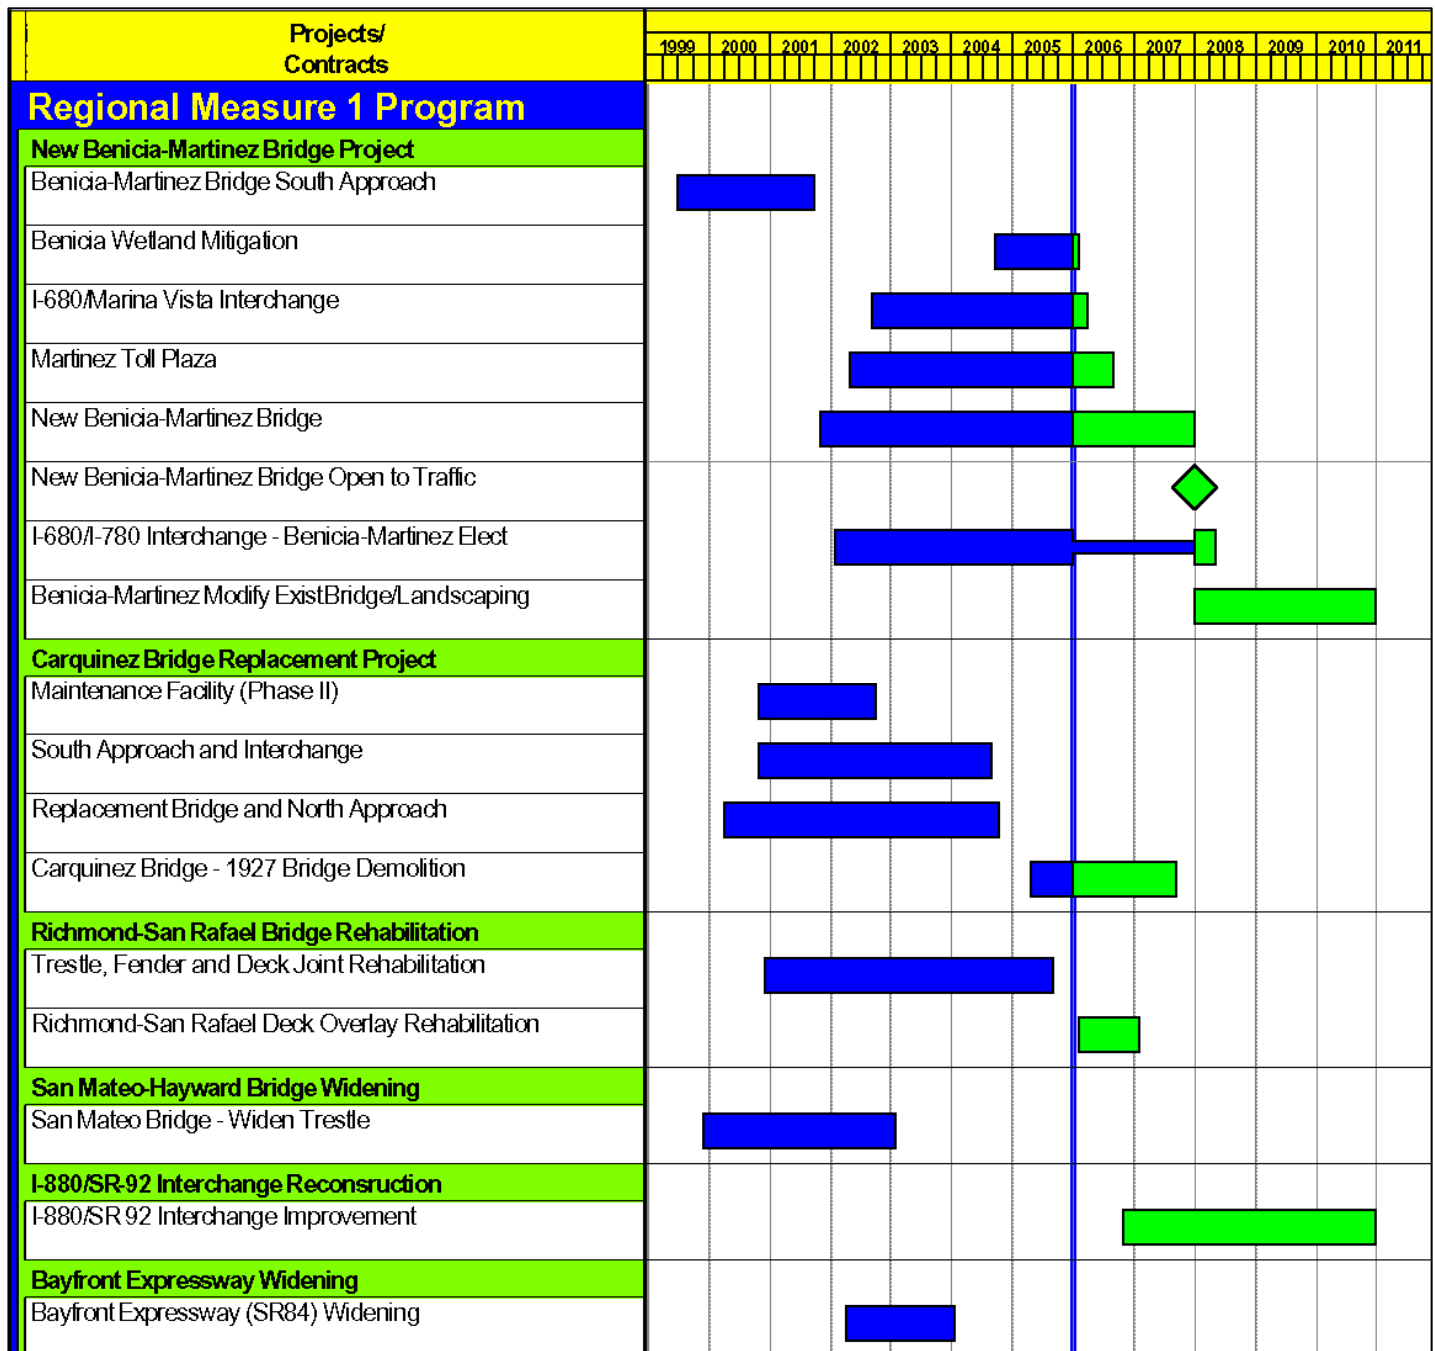 Projects/
Contracts
1999 2000 2001 2002 2003 2004 2005 2006 2007 2008 2009 2010 2011
Regional Measure 1 Program
New Benicia-Martinez Bridge Project
Benicia-Martinez Bridge South Approach
Benicia Wetland Mitigation
I-680/Marina Vista Interchange
Martinez Toll Plaza
New Benicia-Martinez Bridge
New Benicia-Martinez Bridge Open to Traffic
I-680/I-780 Interchange - Benicia-Martinez Elect
Benicia-Martinez Modify Exist Bridge/Landscaping
Carquinez Bridge Replacement Project
Maintenance Facility (Phase II)
South Approach and Interchange
Replacement Bridge and North Approach
Carquinez Bridge - 1927 Bridge Demolition
Richmond-San Rafael Bridge Rehabilitation
Trestle, Fender and Deck Joint Rehabilitation
Richmond-San Rafael Deck Overlay Rehabilitation
San Mateo-Hayward Bridge Widening
San Mateo Bridge - Widen Trestle
I-880/SR-92 Interchange Reconsruction
I-880/SR 92 Interchange Improvement
Bayfront Expressway Widening
Bayfront Expressway (SR84) Widening